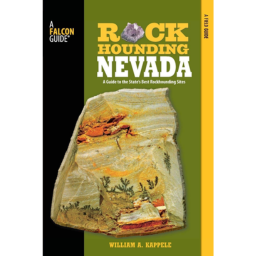 A
FALCON
GUIDE®
ROCK
HOUNDING
NEVADA
A Guide to the State's Best Rockhounding Sites
WILLIAM A. KAPPELE